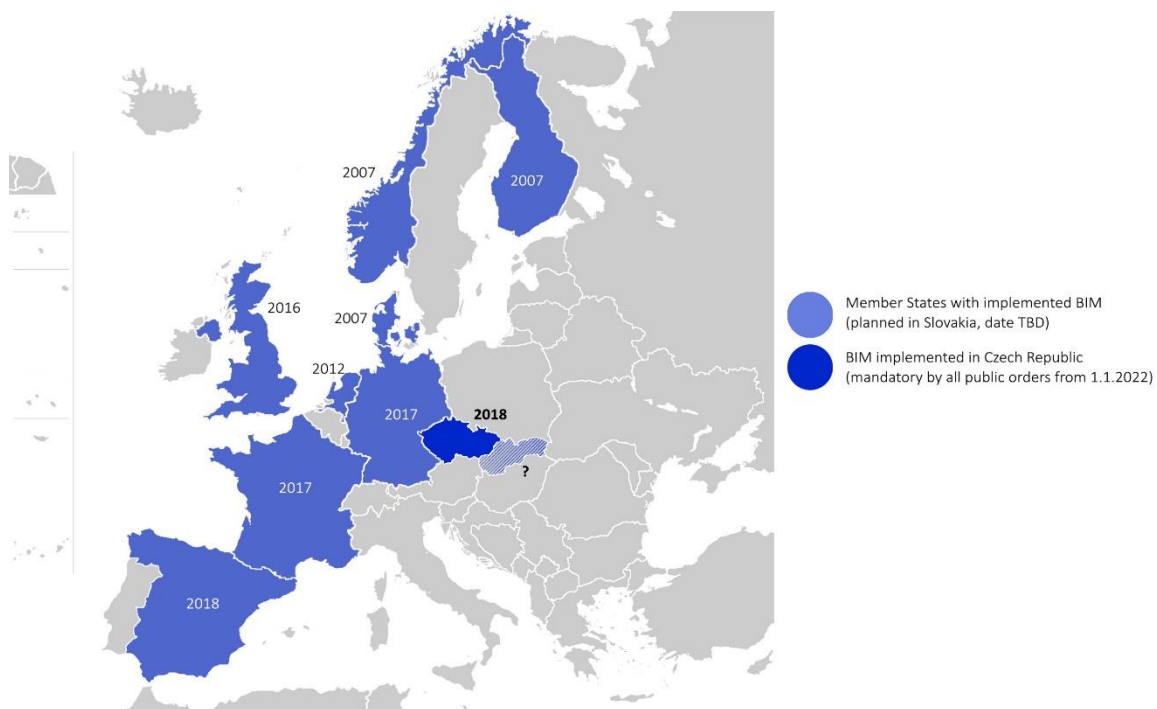 2007
2007
2016
2007
2012
2017
2018
?
2017
2018
Member States with implemented BIM
(planned in Slovakia, date TBD)
BIM implemented in Czech Republic
(mandatory by all public orders from 1.1.2022)